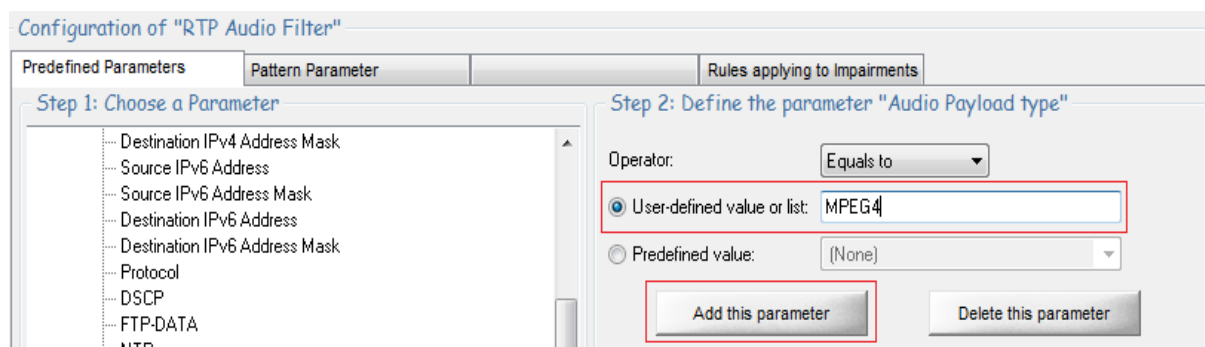 Configuration of "RTP Audio Filter"
Predefined Parameters
Pattern Parameter
Rules applying to Impairments
Step 1: Choose a Parameter
Destination IPv4 Address Mask
Source IPv6 Address
Source IPv6 Address Mask
Destination IPv6 Address
Destination IPv6 Address Mask
Protocol
DSCP
FTP-DATA
Step 2: Define the parameter "Audio Payload type"
Operator:
Equals to
User-defined value or list:
MPEG4
Predefined value:
(None)
Add this parameter
Delete this parameter